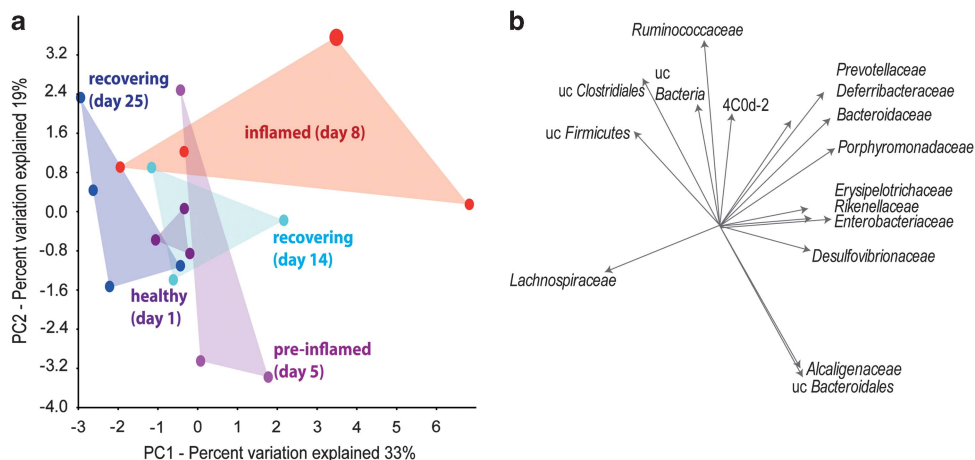 a
3.2
2.4
1.6
0.8
0.0
-0.8
-1.6
-2.4
-3.2
-4.0
PC2 - Percent variation explained 19%
-3 -2 -1 0 1 2 3 4 5 6
PC1 - Percent variation explained 33%
recovering
(day 25)
inflamed (day 8)
recovering
(day 14)
healthy
(day 1)
pre-inflamed
(day 5)
b
Ruminococcaceae
uc Clostridiales
uc
Bacteria
4C0d-2
uc Firmicutes
Prevotellaceae
Deferribacteraceae
Bacteroidaceae
Porphyromonadaceae
Erysipelotrichaceae
Rikenellaceae
Enterobacteriaceae
Desulfovibrionaceae
Lachnospiraceae
Alcaligenaceae
uc Bacteroidales